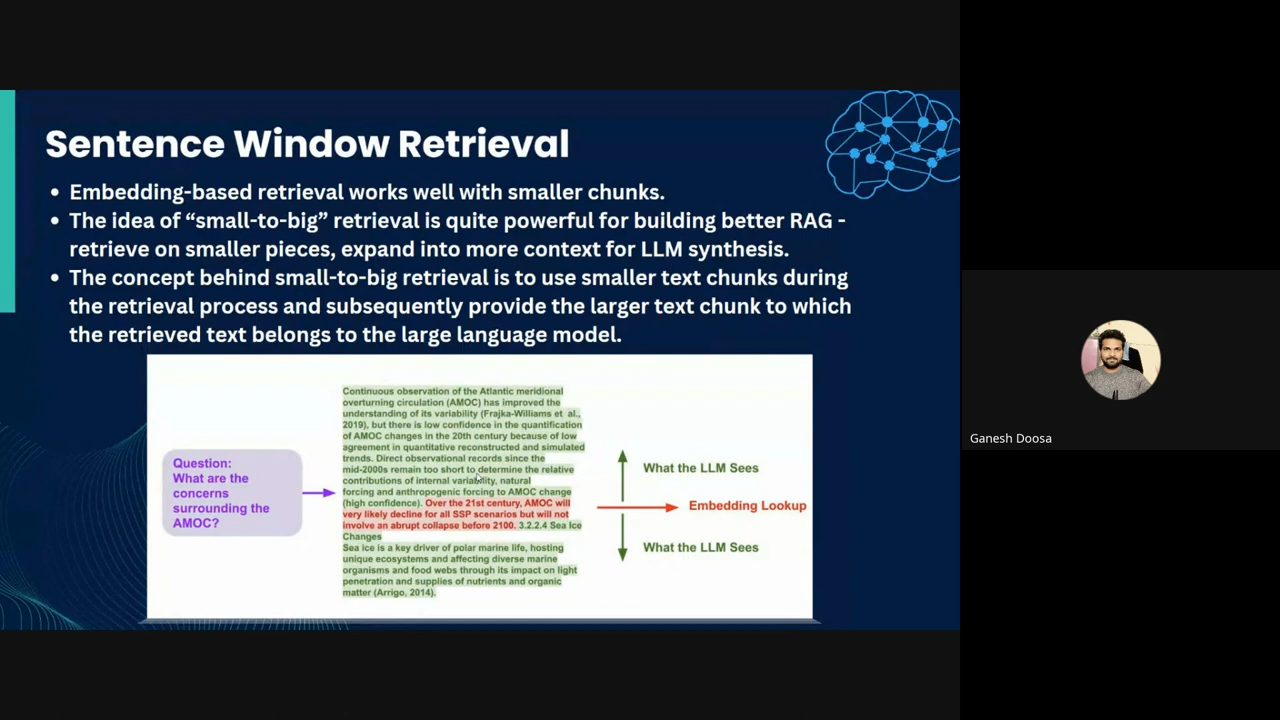 Sentence Window Retrieval
• Embedding-based retrieval works well with smaller chunks.
• The idea of “small-to-big” retrieval is quite powerful for building better RAG -
retrieve on smaller pieces, expand into more context for LLM synthesis.
• The concept behind small-to-big retrieval is to use smaller text chunks during
the retrieval process and subsequently provide the larger text chunk to which
the retrieved text belongs to the large language model.
Question:
What are the
concerns
surrounding the
AMOC?
Continuous observation of the Atlantic meridional
overturning circulation (AMOC) has improved the
understanding of its variability (Frajka-Williams et al.,
2019), but there is low confidence in the quantification
of AMOC changes in the 20th century because of low
agreement in quantitative reconstructed and simulated
trends. Direct observational records since the
mid-2000s remain too short to determine the relative
contributions of internal variability, natural
forcing and anthropogenic forcing to AMOC change
(high confidence). Over the 21st century, AMOC will
very likely decline for all SSP scenarios but will not
involve an abrupt collapse before 2100. 3.2.2.4 Sea Ice
Changes
Sea ice is a key driver of polar marine life, hosting
unique ecosystems and affecting diverse marine
organisms and food webs through its impact on light
penetration and supplies of nutrients and organic
matter (Arrigo, 2014).
What the LLM Sees
Embedding Lookup
What the LLM Sees
Ganesh Doosa